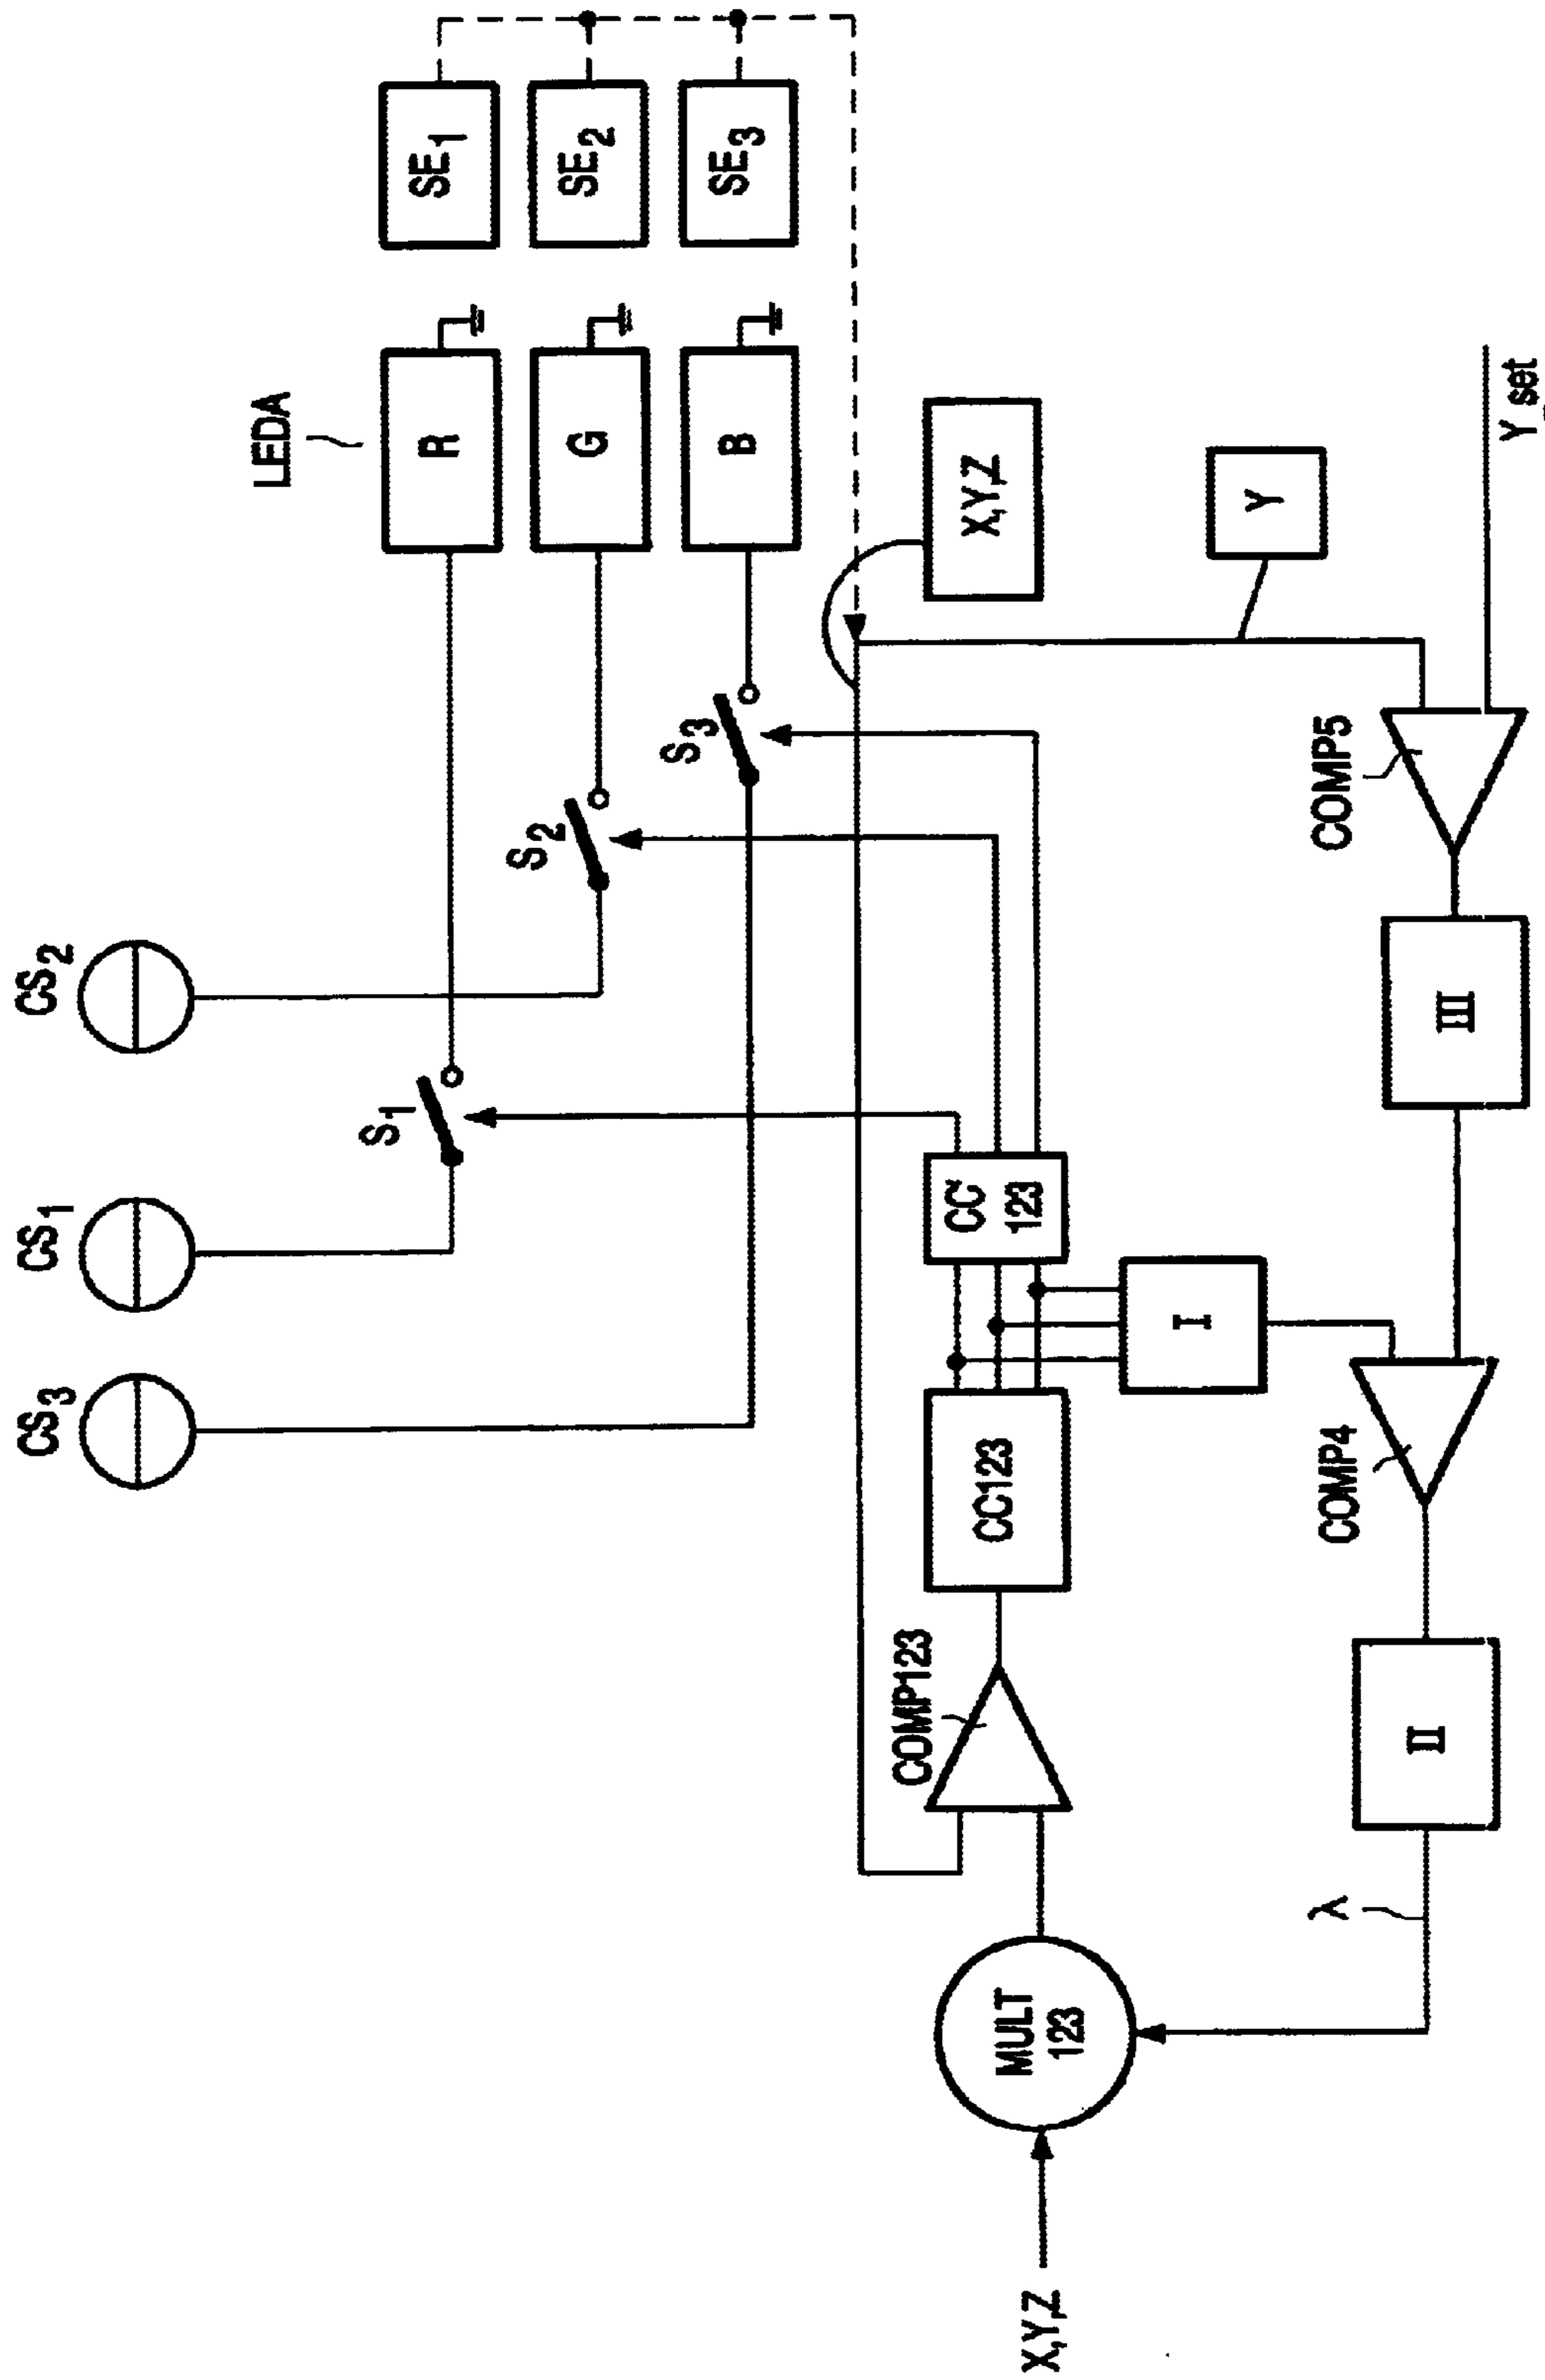 CS3
CS1
CS2
S1
S2
S3
LEDA
R
G
B
SE1
SE2
SE3
X,Y,Z
MULT
123
COMP123
CC123
CC'
123
X,Y,Z
Y
I
λ
II
COMP4
III
COMP5
Y_set